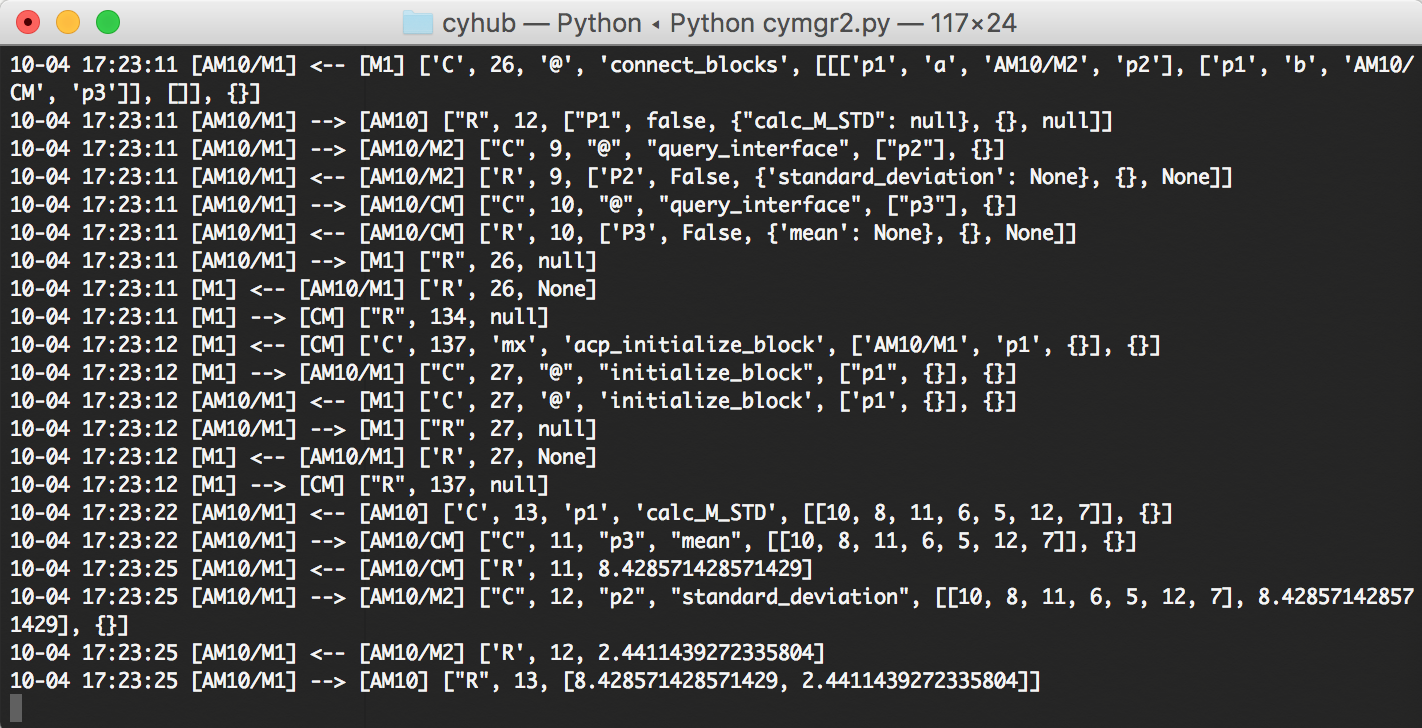 cyhub — Python ◂ Python cymgr2.py — 117×24
10-04 17:23:11 [AM10/M1] <-- [M1] ['C', 26, '@', 'connect_blocks', [[['p1', 'a', 'AM10/M2', 'p2'], ['p1', 'b', 'AM10/
CM', 'p3']], []], {}]
10-04 17:23:11 [AM10/M1] --> [AM10] ["R", 12, ["P1", false, {"calc_M_STD": null}, {}, null]]
10-04 17:23:11 [AM10/M1] --> [AM10/M2] ["C", 9, "@", "query_interface", ["p2"], {}]
10-04 17:23:11 [AM10/M1] <-- [AM10/M2] ['R', 9, ['P2', False, {'standard_deviation': None}, {}, None]]
10-04 17:23:11 [AM10/M1] --> [AM10/CM] ["C", 10, "@", "query_interface", ["p3"], {}]
10-04 17:23:11 [AM10/M1] <-- [AM10/CM] ['R', 10, ['P3', False, {'mean': None}, {}, None]]
10-04 17:23:11 [AM10/M1] --> [M1] ["R", 26, null]
10-04 17:23:11 [M1] <-- [AM10/M1] ['R', 26, None]
10-04 17:23:11 [M1] --> [CM] ["R", 134, null]
10-04 17:23:12 [M1] <-- [CM] ['C', 137, 'mx', 'acp_initialize_block', ['AM10/M1', 'p1', {}], {}]
10-04 17:23:12 [M1] --> [AM10/M1] ["C", 27, "@", "initialize_block", ["p1", {}], {}]
10-04 17:23:12 [AM10/M1] <-- [M1] ['C', 27, '@', 'initialize_block', ['p1', {}], {}]
10-04 17:23:12 [AM10/M1] --> [M1] ["R", 27, null]
10-04 17:23:12 [M1] <-- [AM10/M1] ['R', 27, None]
10-04 17:23:12 [M1] --> [CM] ["R", 137, null]
10-04 17:23:22 [AM10/M1] <-- [AM10] ['C', 13, 'p1', 'calc_M_STD', [[10, 8, 11, 6, 5, 12, 7]], {}]
10-04 17:23:22 [AM10/M1] --> [AM10/CM] ["C", 11, "p3", "mean", [[10, 8, 11, 6, 5, 12, 7]], {}]
10-04 17:23:25 [AM10/M1] <-- [AM10/CM] ['R', 11, 8.428571428571429]
10-04 17:23:25 [AM10/M1] --> [AM10/M2] ["C", 12, "p2", "standard_deviation", [[10, 8, 11, 6, 5, 12, 7], 8.42857142857
1429], {}]
10-04 17:23:25 [AM10/M1] <-- [AM10/M2] ['R', 12, 2.4411439272335804]
10-04 17:23:25 [AM10/M1] --> [AM10] ["R", 13, [8.428571428571429, 2.4411439272335804]]